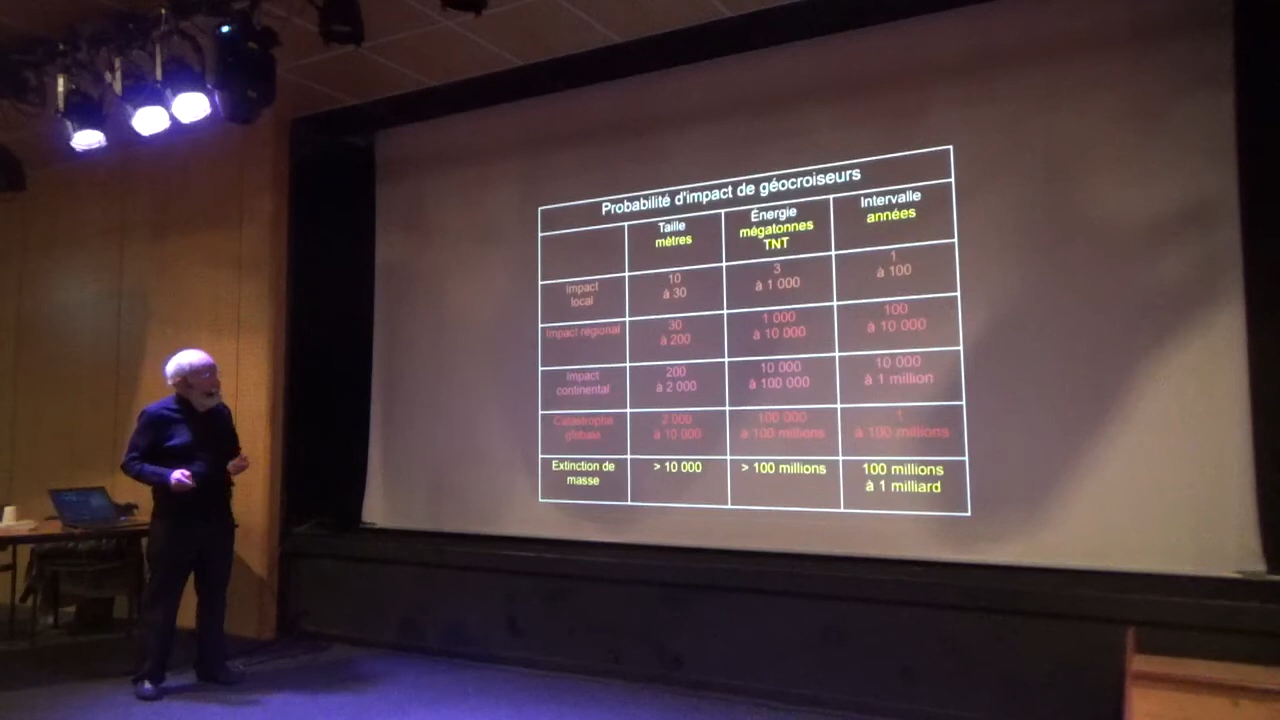 Probabilité d'impact de géocroiseurs
Taille
mètres
Énergie
mégatonnes
TNT
Intervalle
années
Impact
local
10
à 30
3
à 1 000
1
à 100
Impact régional
30
à 200
1 000
à 10 000
100
à 10 000
Impact
continental
200
à 2 000
10 000
à 100 000
10 000
à 1 million
Catastrophe
globale
2 000
à 10 000
100 000
à 100 millions
1
à 100 millions
Extinction de
masse
> 10 000
> 100 millions
100 millions
à 1 milliard